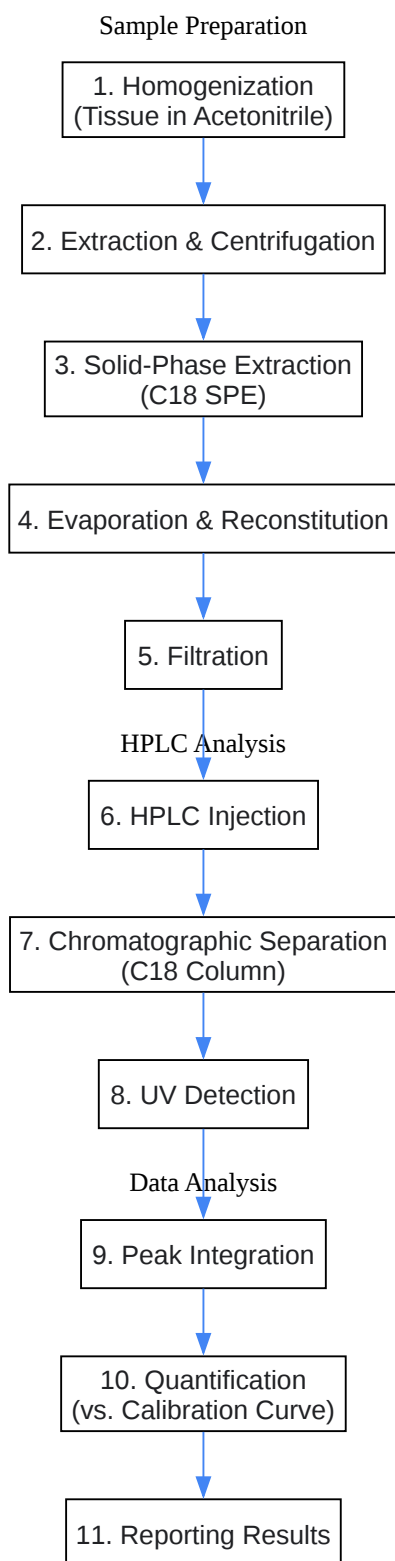 Sample Preparation
1. Homogenization
(Tissue in Acetonitrile)
2. Extraction & Centrifugation
3. Solid-Phase Extraction
(C18 SPE)
4. Evaporation & Reconstitution
5. Filtration
HPLC Analysis
6. HPLC Injection
7. Chromatographic Separation
(C18 Column)
8. UV Detection
Data Analysis
9. Peak Integration
10. Quantification
(vs. Calibration Curve)
11. Reporting Results